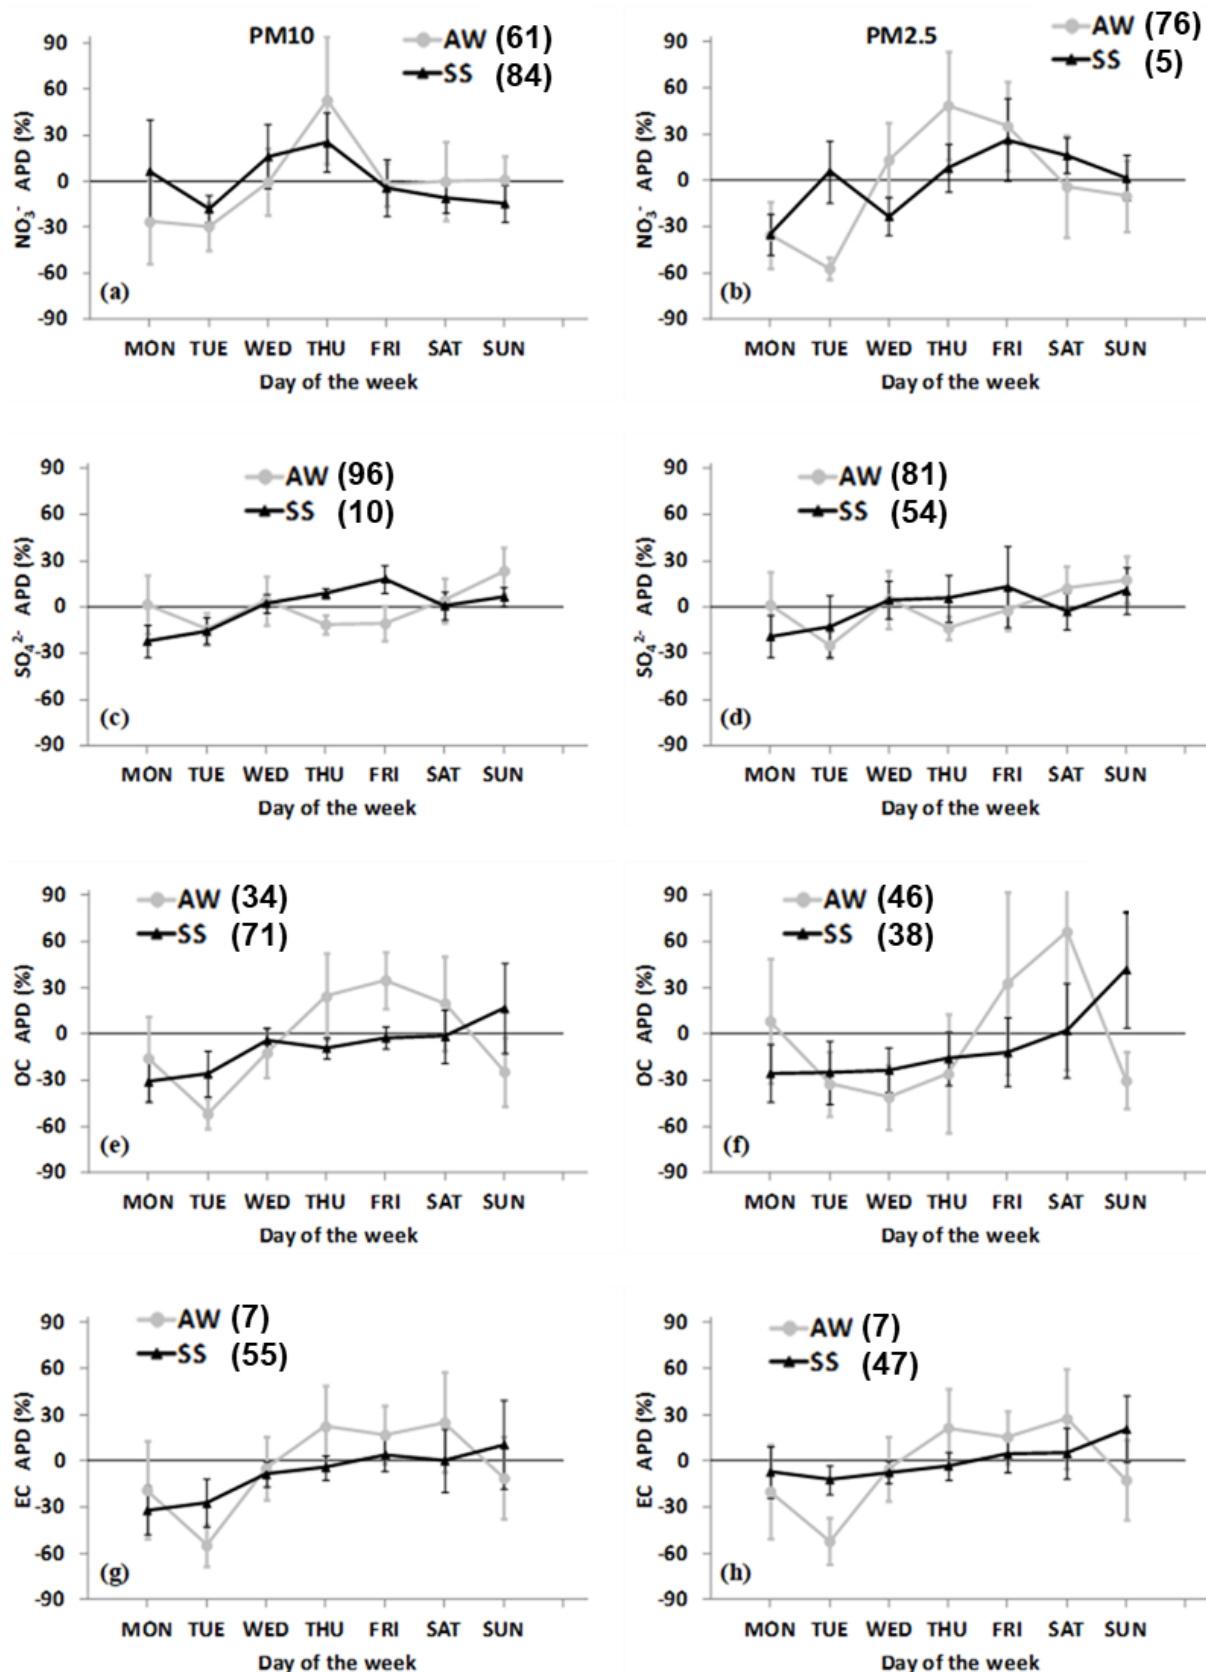 PM10
AW (61)
SS (84)
90
60
30
0
-30
-60
-90
NO₃⁻ APD (%)
(a)
MON TUE WED THU FRI SAT SUN
Day of the week
PM2.5
AW (76)
SS (5)
90
60
30
0
-30
-60
-90
NO₃⁻ APD (%)
(b)
MON TUE WED THU FRI SAT SUN
Day of the week
AW (96)
SS (10)
90
60
30
0
-30
-60
-90
SO₄²⁻ APD (%)
(c)
MON TUE WED THU FRI SAT SUN
Day of the week
AW (81)
SS (54)
90
60
30
0
-30
-60
-90
SO₄²⁻ APD (%)
(d)
MON TUE WED THU FRI SAT SUN
Day of the week
AW (34)
SS (71)
90
60
30
0
-30
-60
-90
OC APD (%)
(e)
MON TUE WED THU FRI SAT SUN
Day of the week
AW (46)
SS (38)
90
60
30
0
-30
-60
-90
OC APD (%)
(f)
MON TUE WED THU FRI SAT SUN
Day of the week
AW (7)
SS (55)
90
60
30
0
-30
-60
-90
EC APD (%)
(g)
MON TUE WED THU FRI SAT SUN
Day of the week
AW (7)
SS (47)
90
60
30
0
-30
-60
-90
EC APD (%)
(h)
MON TUE WED THU FRI SAT SUN
Day of the week